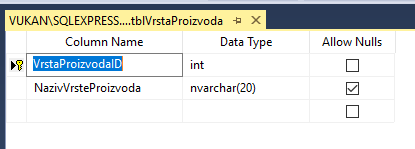 VUKAN\SQLEXPRESS....tblVrstaProizvoda
Column Name Data Type Allow Nulls
VrstaProizvodaID int
NazivVrsteProizvoda nvarchar(20)